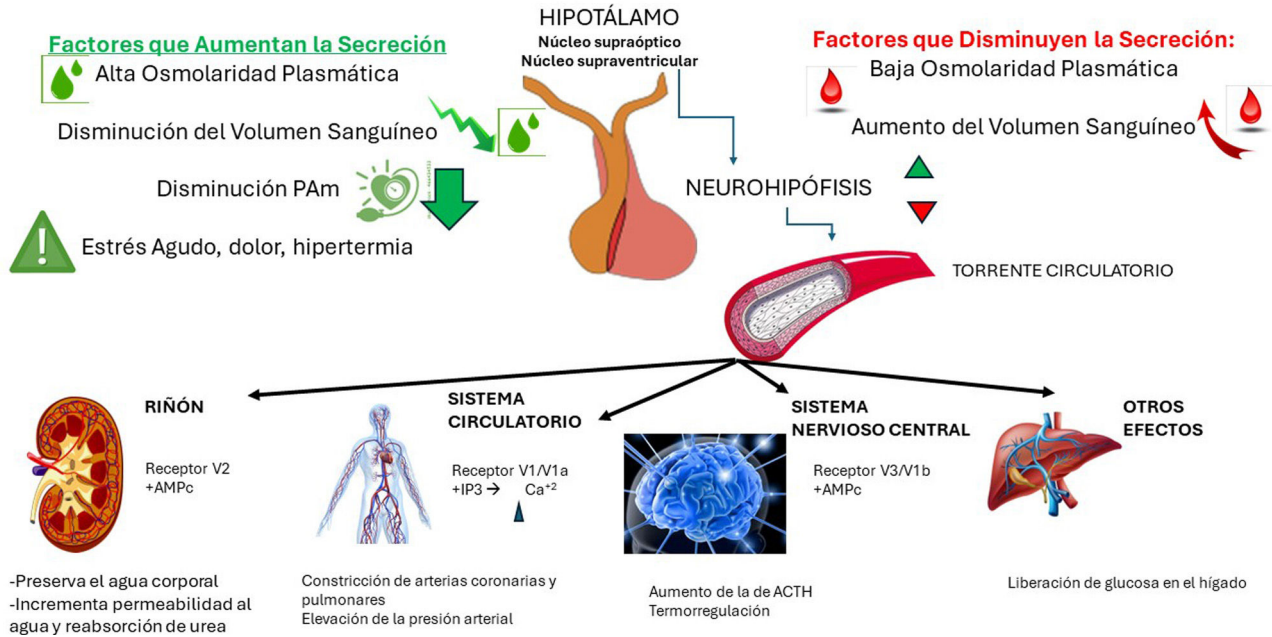 HIPOTÁLAMO
Núcleo supraóptico
Núcleo supraventricular
Factores que Aumentan la Secreción
Alta Osmolaridad Plasmática
Disminución del Volumen Sanguíneo
Disminución PAm
Estrés Agudo, dolor, hipertermia
Factores que Disminuyen la Secreción:
Baja Osmolaridad Plasmática
Aumento del Volumen Sanguíneo
NEUROHIPÓFISIS
TORRENTE CIRCULATORIO
RIÑÓN
Receptor V2
+AMPc
-Preserva el agua corporal
-Incrementa permeabilidad al
agua y reabsorción de urea
SISTEMA
CIRCULATORIO
Receptor V1/V1a
+IP3 → Ca⁺²
Constricción de arterias coronarias y
pulmonares
Elevación de la presión arterial
SISTEMA
NERVIOSO CENTRAL
Receptor V3/V1b
+AMPc
Aumento de la de ACTH
Termorregulación
OTROS
EFECTOS
Liberación de glucosa en el hígado